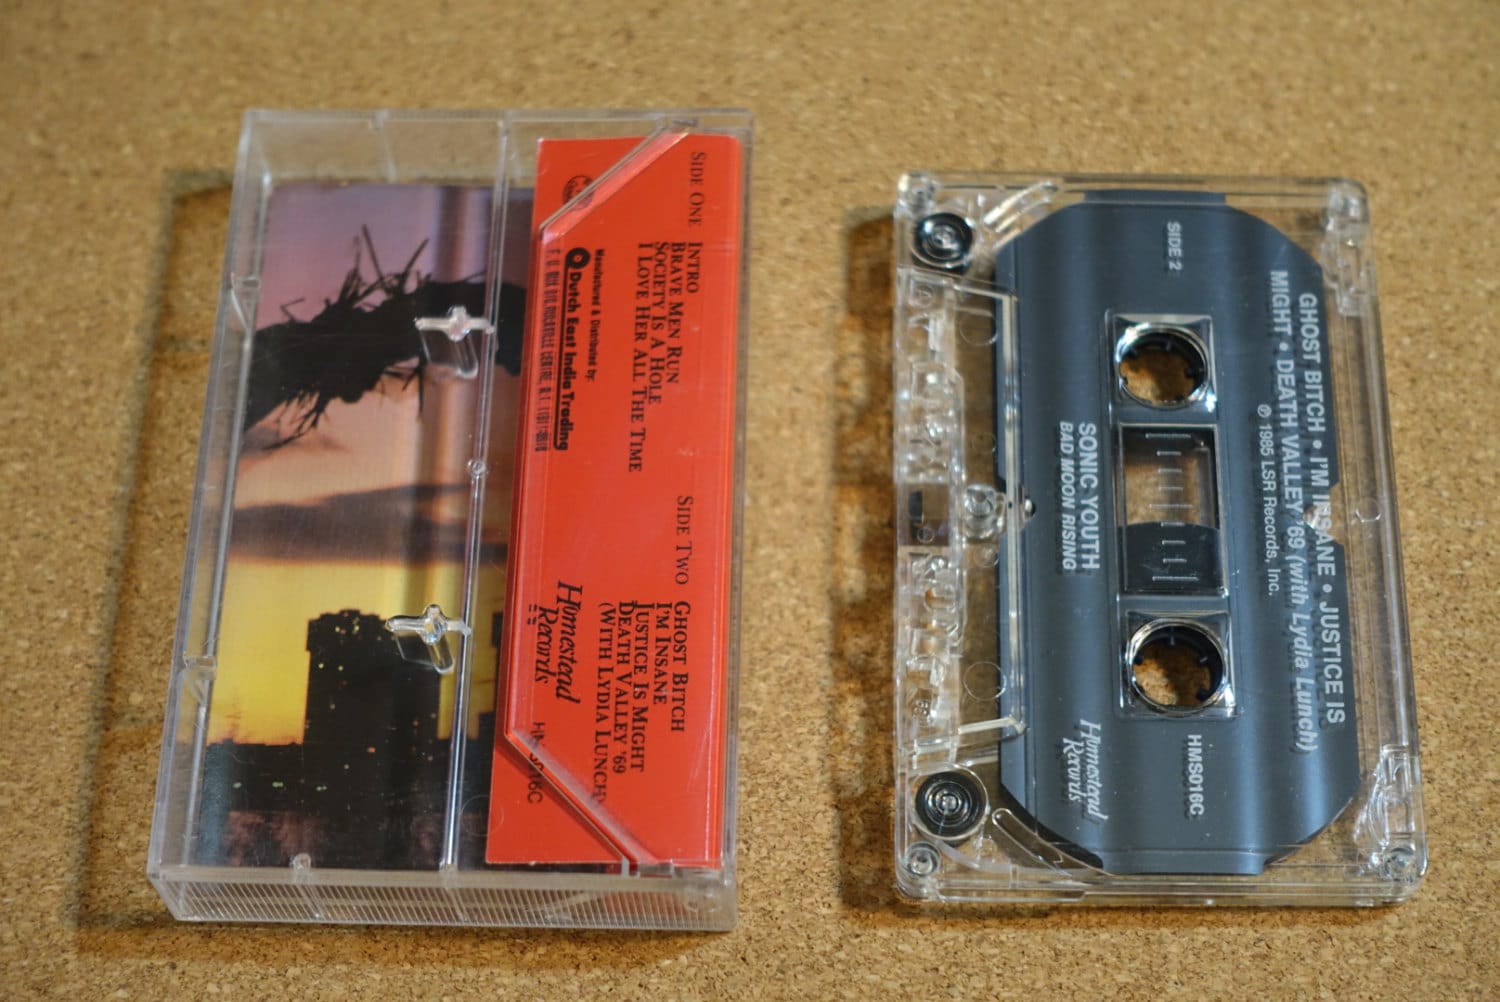 SIDE ONE
INTRO
BRAVE MEN RUN
SOCIETY IS A HOLE
I LOVE HER ALL THE TIME
Manufactured & Distributed by:
Dutch East India Trading
SIDE TWO
GHOST BITCH
I'M INSANE
JUSTICE IS MIGHT
DEATH VALLEY '69
(WITH LYDIA LUNCH)
Homestead
Records
SIDE 2
GHOST BITCH • I'M INSANE • JUSTICE IS
MIGHT • DEATH VALLEY '69 (with Lydia Lunch)
℗ 1985 LSR Records, Inc.
SONIC YOUTH
BAD MOON RISING
Homestead
Records
HMS016C